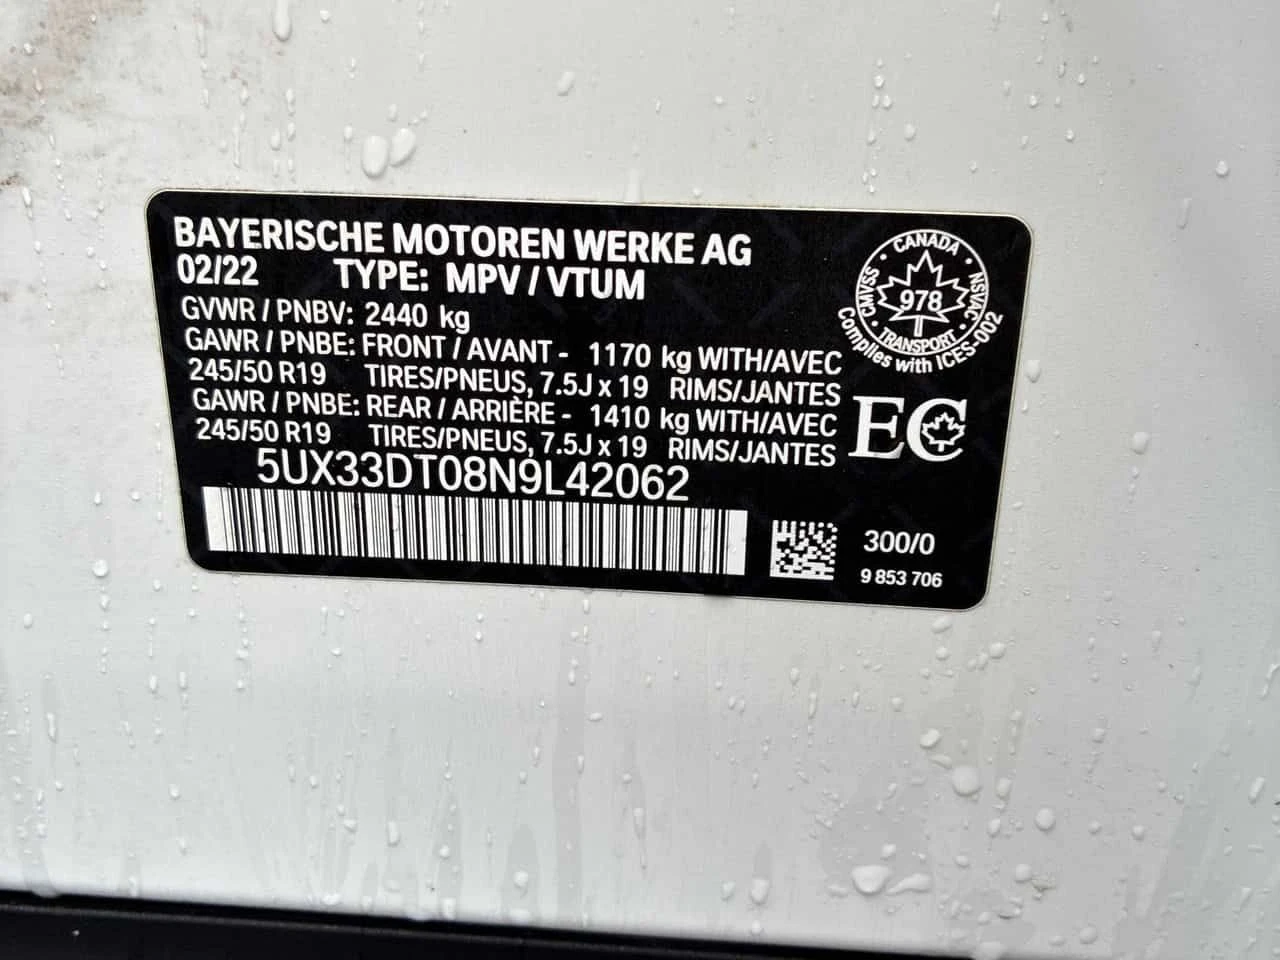 BAYERISCHE MOTOREN WERKE AG
02/22 TYPE: MPV / VTUM
GVWR / PNBV: 2440 kg
GAWR / PNBE: FRONT / AVANT - 1170 kg WITH/AVEC
245/50 R19 TIRES/PNEUS, 7.5J x 19 RIMS/JANTES
GAWR / PNBE: REAR / ARRIÈRE - 1410 kg WITH/AVEC
245/50 R19 TIRES/PNEUS, 7.5J x 19 RIMS/JANTES
5UX33DT08N9L42062
CANADA
CMVSS • 978 • NSVAC
TRANSPORT
Complies with ICES-002
EC
300/0
9 853 706